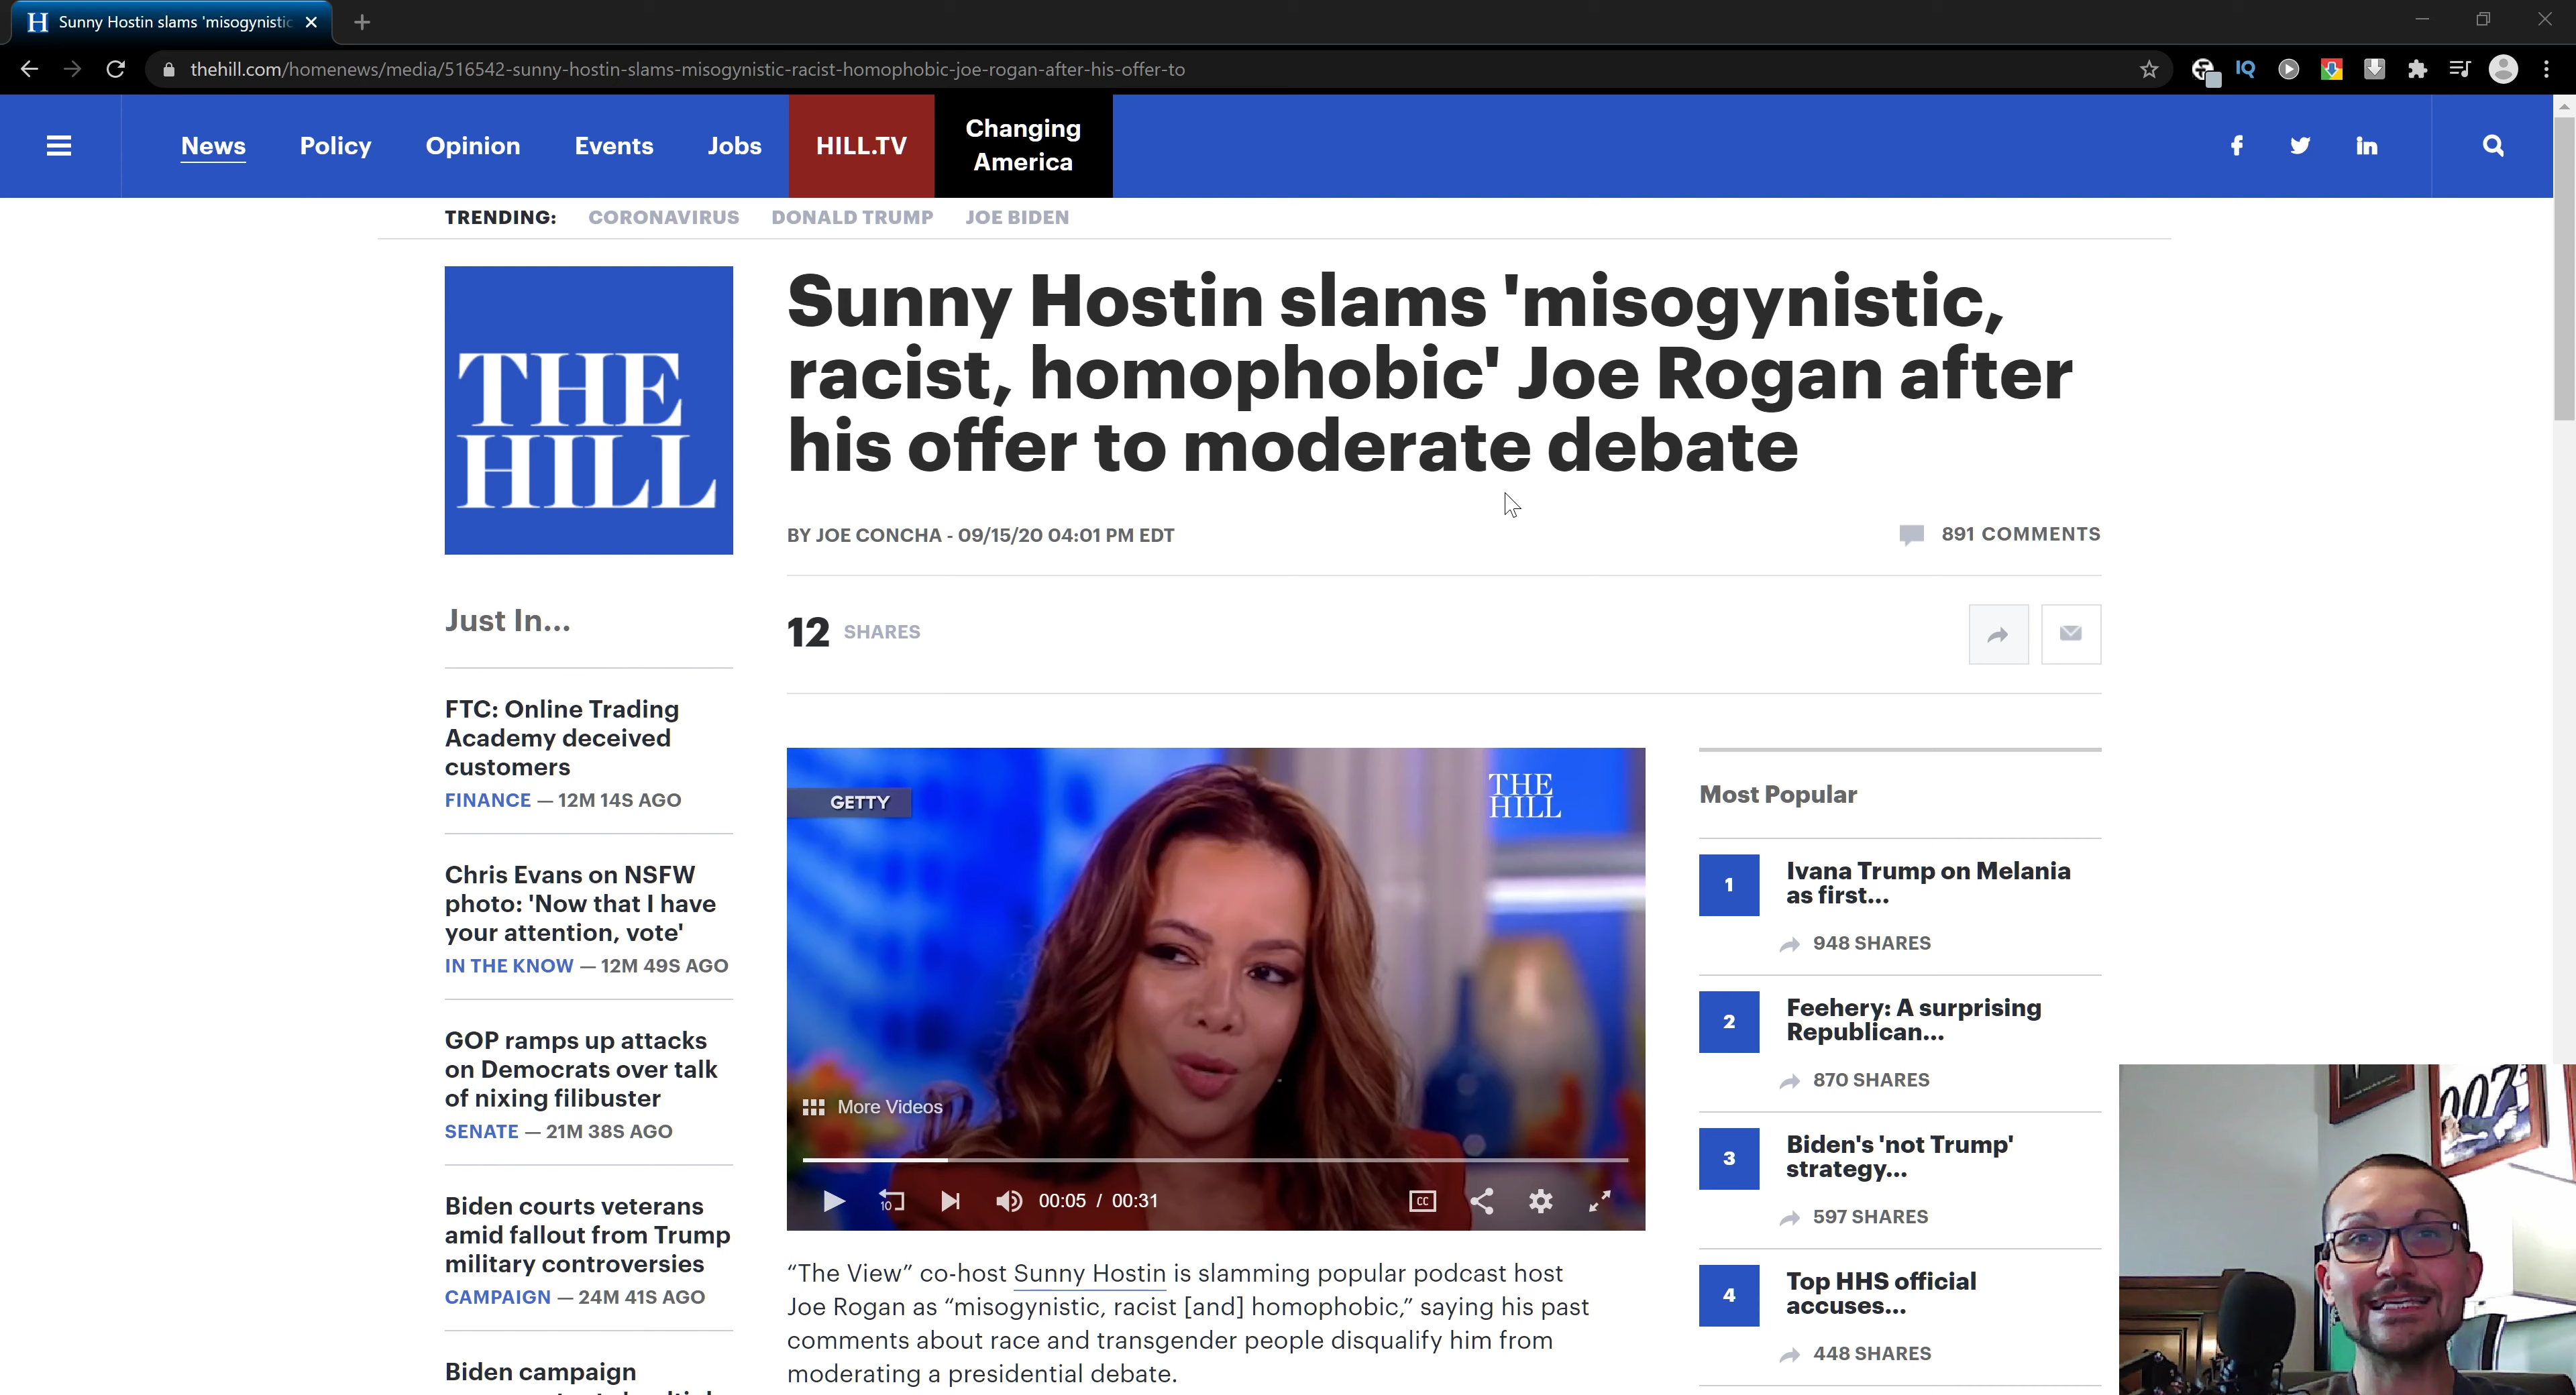 Sunny Hostin slams 'misogynistic
thehill.com/homenews/media/516542-sunny-hostin-slams-misogynistic-racist-homophobic-joe-rogan-after-his-offer-to
IQ
News
Policy
Opinion
Events
Jobs
HILL.TV
Changing
America
TRENDING: CORONAVIRUS DONALD TRUMP JOE BIDEN
THE
HILL
Sunny Hostin slams 'misogynistic,
racist, homophobic' Joe Rogan after
his offer to moderate debate
BY JOE CONCHA - 09/15/20 04:01 PM EDT
891 COMMENTS
12 SHARES
Just In...
FTC: Online Trading
Academy deceived
customers
FINANCE — 12M 14S AGO
Chris Evans on NSFW
photo: 'Now that I have
your attention, vote'
IN THE KNOW — 12M 49S AGO
GOP ramps up attacks
on Democrats over talk
of nixing filibuster
SENATE — 21M 38S AGO
Biden courts veterans
amid fallout from Trump
military controversies
CAMPAIGN — 24M 41S AGO
Biden campaign
GETTY
THE
HILL
More Videos
10
00:05 / 00:31
CC
“The View” co-host Sunny Hostin is slamming popular podcast host
Joe Rogan as “misogynistic, racist [and] homophobic,” saying his past
comments about race and transgender people disqualify him from
moderating a presidential debate.
Most Popular
1
Ivana Trump on Melania
as first...
948 SHARES
2
Feehery: A surprising
Republican...
870 SHARES
3
Biden's 'not Trump'
strategy...
597 SHARES
4
Top HHS official
accuses...
448 SHARES
007